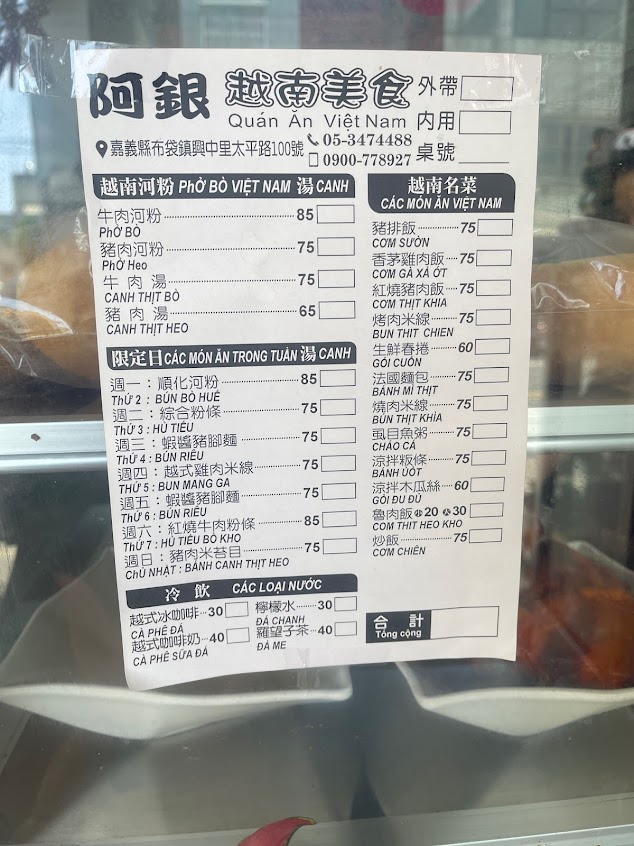 阿銀 越南美食
Quán Ăn Việt Nam
外帶
內用
桌號
嘉義縣布袋鎮興中里太平路100號
05-3474488
0900-778927
越南河粉 PhỞ BÒ VIỆT NAM 湯 CANH
牛肉河粉 85
PhỞ BÒ
豬肉河粉 75
PhỞ Heo
牛肉湯 75
CANH THỊT BÒ
豬肉湯 65
CANH THỊT HEO
限定日 CÁC MÓN ĂN TRONG TUẦN 湯 CANH
週一：順化河粉 85
ThỨ 2 : BÚN BÒ HUẾ
週二：綜合粉條 75
ThỨ 3 : HỦ TIẾU
週三：蝦醬豬腳麵 75
ThỨ 4 : BÚN RIÊU
週四：越式雞肉米線 75
ThỨ 5 : BUN MANG GA
週五：蝦醬豬腳麵 75
ThỨ 6 : BÚN RIÊU
週六：紅燒牛肉粉條 85
ThỨ 7 : HỦ TIẾU BÒ KHO
週日：豬肉米苔目 75
ChỦ NHẬT : BÁNH CANH THỊT HEO
冷飲 CÁC LOẠI NƯỚC
越式冰咖啡 30
CÀ PHÊ ĐÁ
越式咖啡奶 40
CÀ PHÊ SỮA ĐÁ
檸檬水 30
ĐÁ CHANH
羅望子茶 40
ĐÁ ME
越南名菜
CÁC MÓN ĂN VIỆT NAM
豬排飯 75
CƠM SƯỜN
香茅雞肉飯 75
CƠM GÀ XẢ ỚT
紅燒豬肉飯 75
CƠM THỊT KHIA
烤肉米線 75
BUN THIT CHIEN
生鮮春捲 60
GỎI CUỐN
法國麵包 75
BÁNH MÌ THỊT
燒肉米線 75
BÚN THỊT KHÌA
虱目魚粥 75
CHÁO CÁ
涼拌粄條 75
BÁNH ƯỚT
涼拌木瓜絲 60
GỎI ĐU ĐỦ
魯肉飯 小 20 大 30
COM THỊT HEO KHO
炒飯 75
CƠM CHIÊN
合計
Tổng cộng